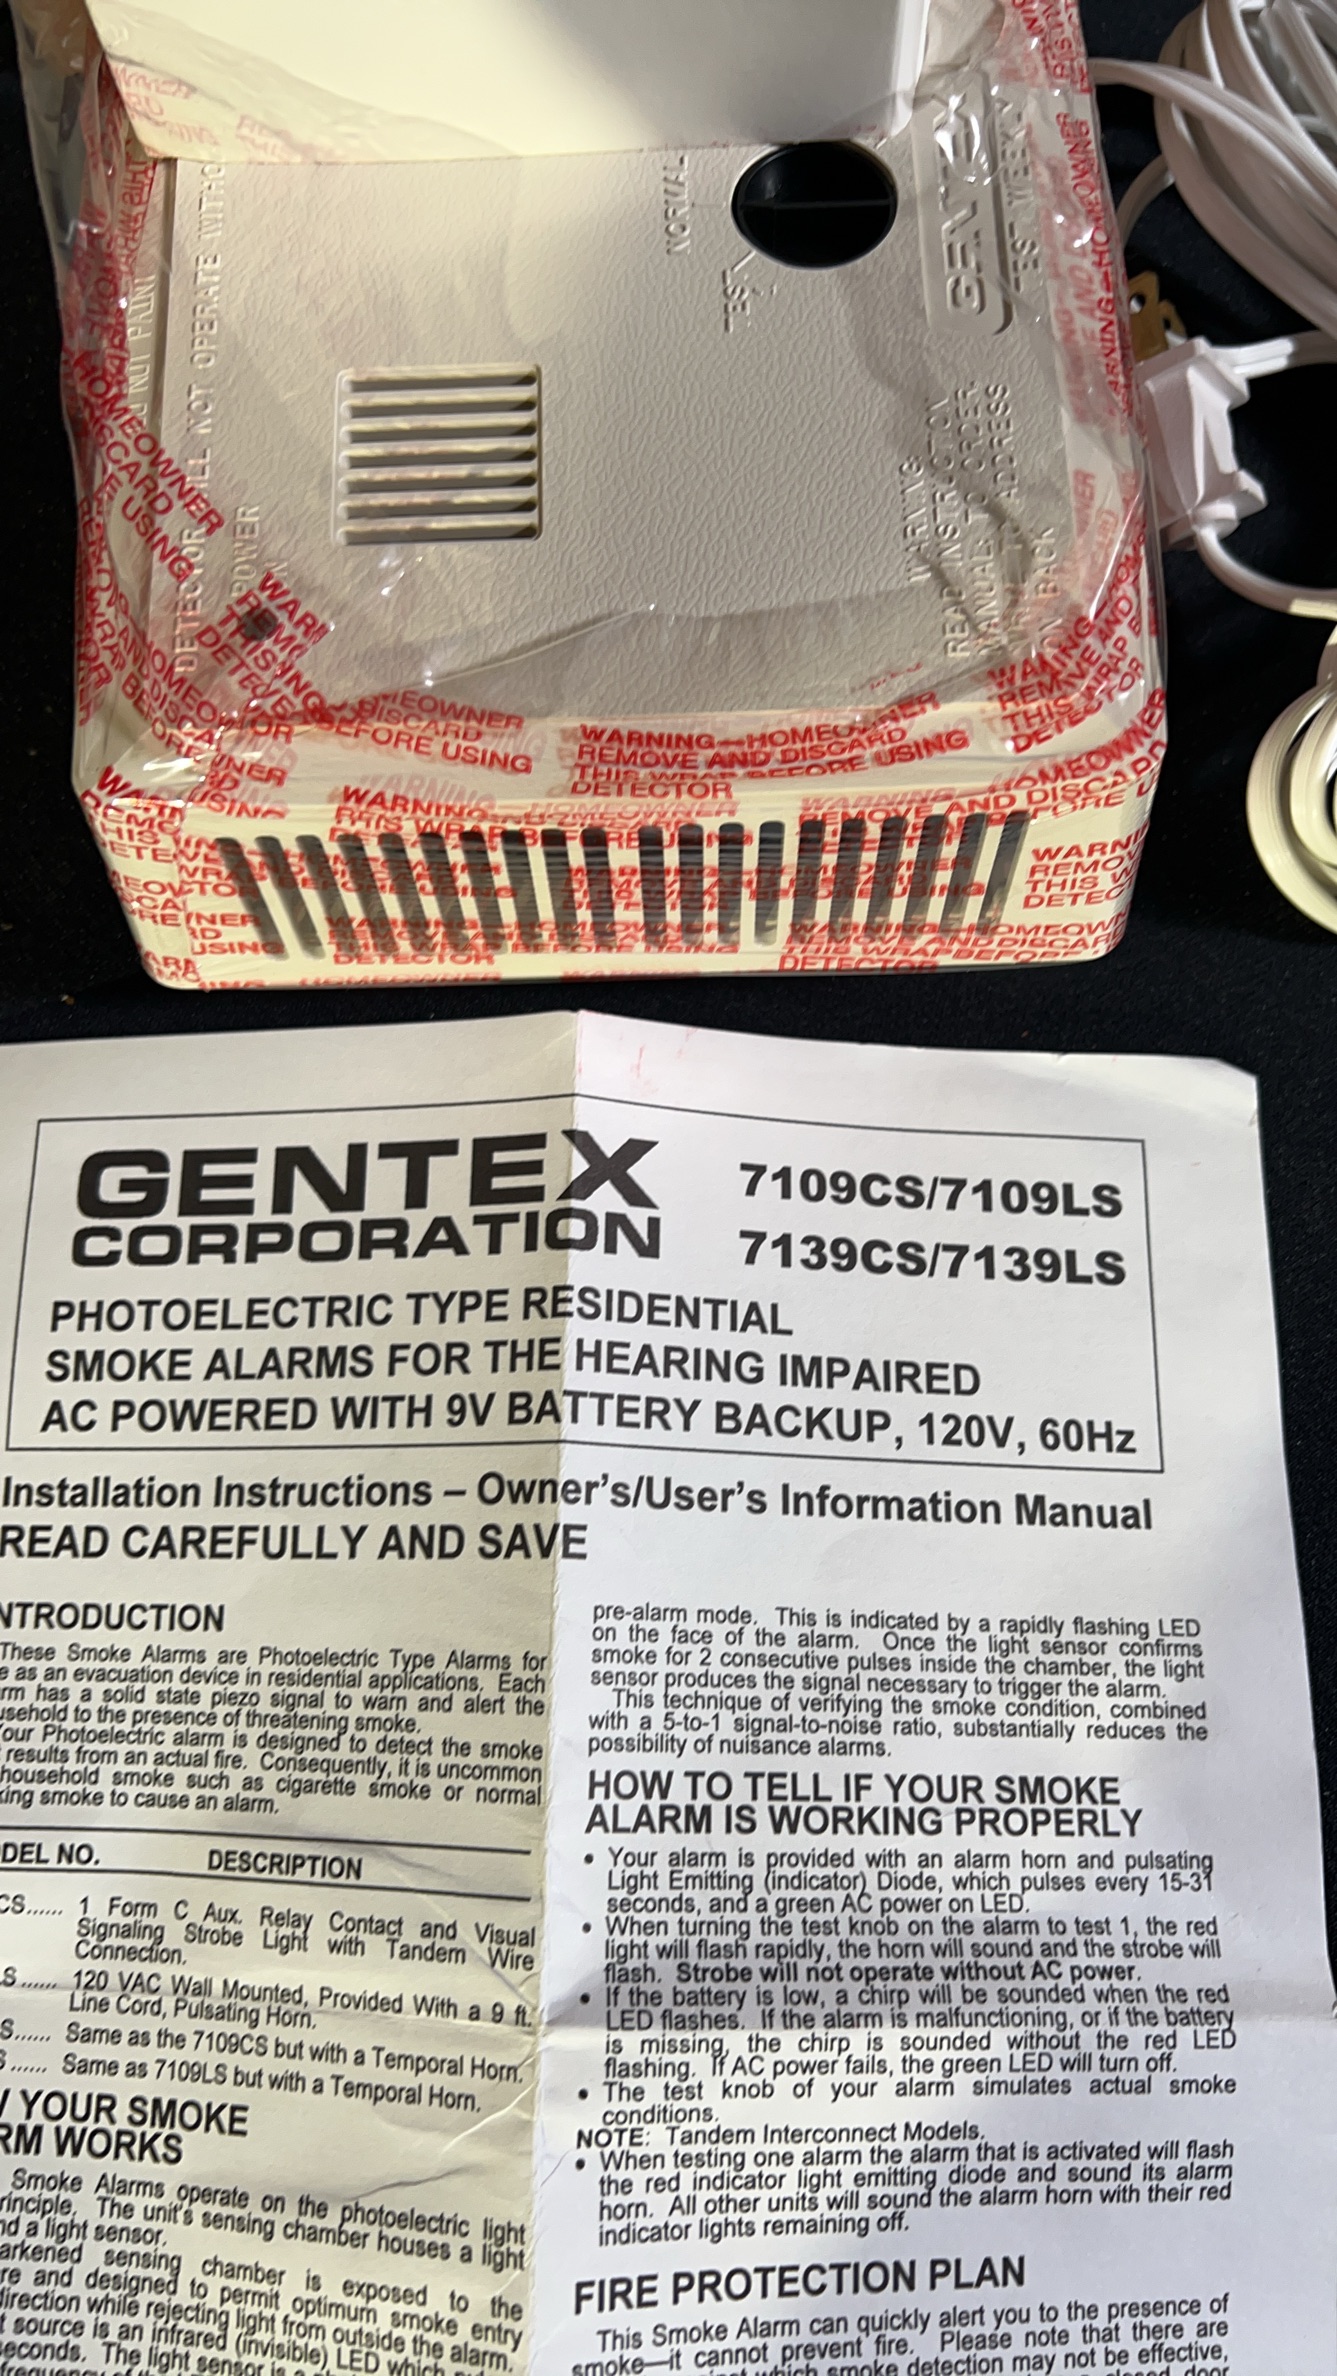 NORMAL
TEST
GENTEX
TEST WEEKLY
DO NOT PAINT
DETECTOR WILL NOT OPERATE WITHO
POWER
WARNING:
READ INSTRUCTION
MANUAL: TO ORDER,
ADDRESS
ON BACK
WARNING—HOMEOWNER
REMOVE AND DISCARD
THIS WRAP BEFORE USING
DETECTOR
GENTEX
CORPORATION
7109CS/7109LS
7139CS/7139LS
PHOTOELECTRIC TYPE RESIDENTIAL
SMOKE ALARMS FOR THE HEARING IMPAIRED
AC POWERED WITH 9V BATTERY BACKUP, 120V, 60Hz
Installation Instructions – Owner's/User's Information Manual
READ CAREFULLY AND SAVE
NTRODUCTION
These Smoke Alarms are Photoelectric Type Alarms for
e as an evacuation device in residential applications. Each
rm has a solid state piezo signal to warn and alert the
usehold to the presence of threatening smoke.
our Photoelectric alarm is designed to detect the smoke
results from an actual fire. Consequently, it is uncommon
household smoke such as cigarette smoke or normal
king smoke to cause an alarm.
DEL NO. DESCRIPTION
CS...... 1 Form C Aux. Relay Contact and Visual
Signaling Strobe Light with Tandem Wire
Connection.
S...... 120 VAC Wall Mounted, Provided With a 9 ft.
Line Cord, Pulsating Horn.
S...... Same as the 7109CS but with a Temporal Horn.
S...... Same as 7109LS but with a Temporal Horn.
YOUR SMOKE
RM WORKS
Smoke Alarms operate on the photoelectric light
rinciple. The unit's sensing chamber houses a light
nd a light sensor.
arkened sensing chamber is exposed to the
re and designed to permit optimum smoke entry
direction while rejecting light from outside the alarm.
t source is an infrared (invisible) LED which
econds. The light sensor is
pre-alarm mode. This is indicated by a rapidly flashing LED
on the face of the alarm. Once the light sensor confirms
smoke for 2 consecutive pulses inside the chamber, the light
sensor produces the signal necessary to trigger the alarm.
This technique of verifying the smoke condition, combined
with a 5-to-1 signal-to-noise ratio, substantially reduces the
possibility of nuisance alarms.
HOW TO TELL IF YOUR SMOKE
ALARM IS WORKING PROPERLY
• Your alarm is provided with an alarm horn and pulsating
Light Emitting (indicator) Diode, which pulses every 15-31
seconds, and a green AC power on LED.
• When turning the test knob on the alarm to test 1, the red
light will flash rapidly, the horn will sound and the strobe will
flash. Strobe will not operate without AC power.
• If the battery is low, a chirp will be sounded when the red
LED flashes. If the alarm is malfunctioning, or if the battery
is missing, the chirp is sounded without the red LED
flashing. If AC power fails, the green LED will turn off.
• The test knob of your alarm simulates actual smoke
conditions.
NOTE: Tandem Interconnect Models.
• When testing one alarm the alarm that is activated will flash
the red indicator light emitting diode and sound its alarm
horn. All other units will sound the alarm horn with their red
indicator lights remaining off.
FIRE PROTECTION PLAN
This Smoke Alarm can quickly alert you to the presence of
smoke—it cannot prevent fire. Please note that there are
which smoke detection may not be effective,
door